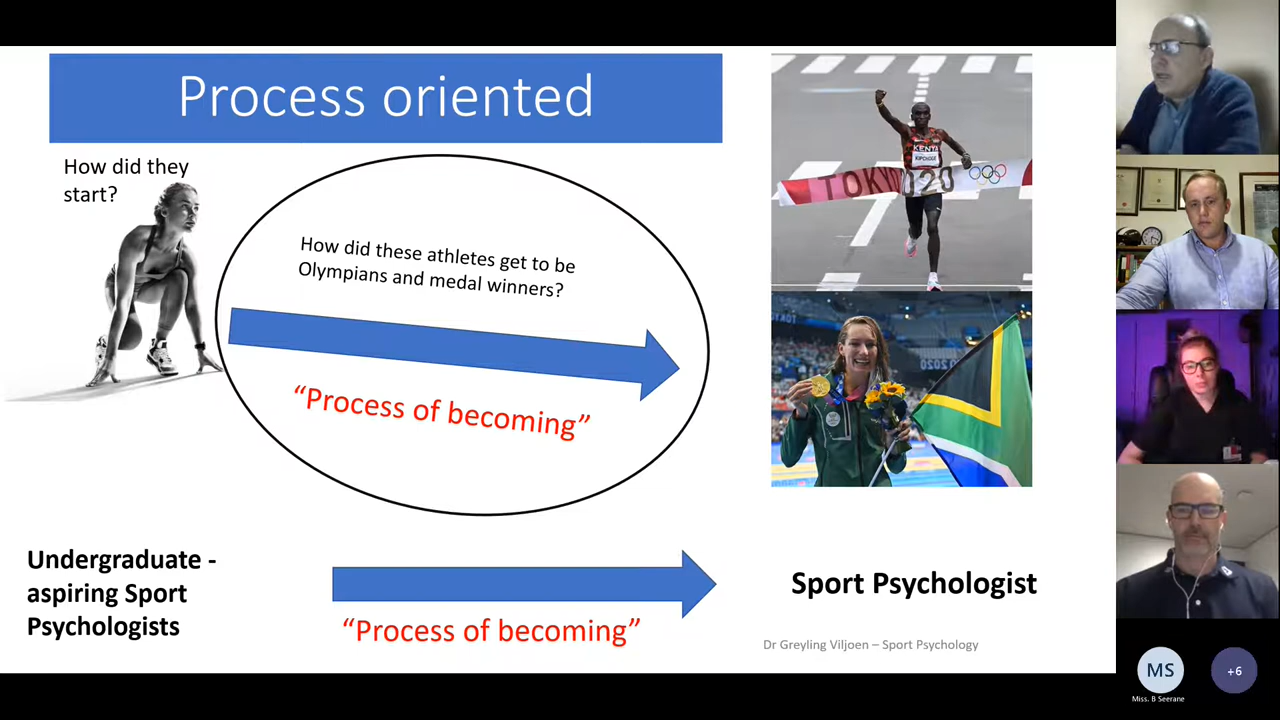 Process oriented
How did they
start?
How did these athletes get to be
Olympians and medal winners?
“Process of becoming”
KENYA
KIPCHOGE
TOKYO 2020
Undergraduate -
aspiring Sport
Psychologists
“Process of becoming”
Sport Psychologist
Dr Greyling Viljoen – Sport Psychology
MS
Miss. B Seerane
+6